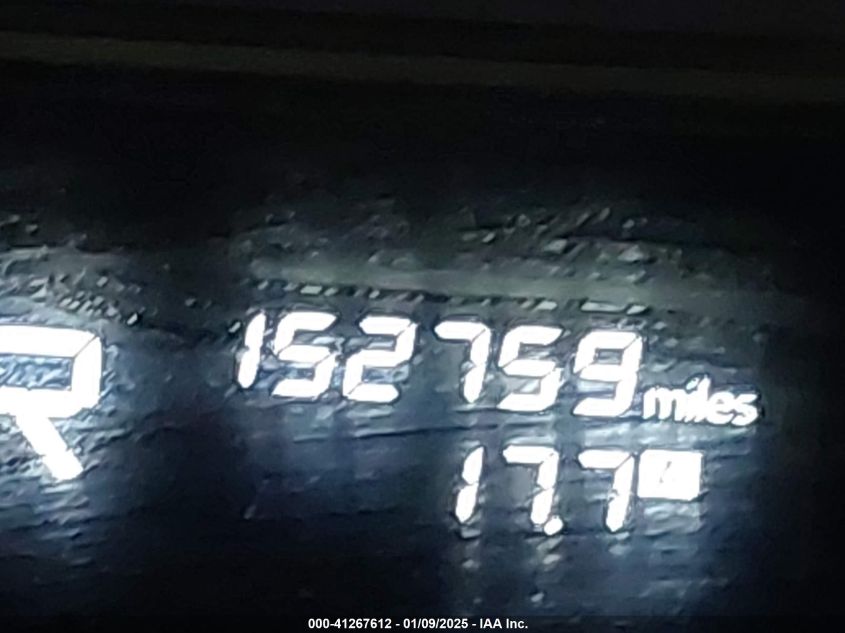 152759 miles
R
17.7
000-41267612 - 01/09/2025 - IAA Inc.